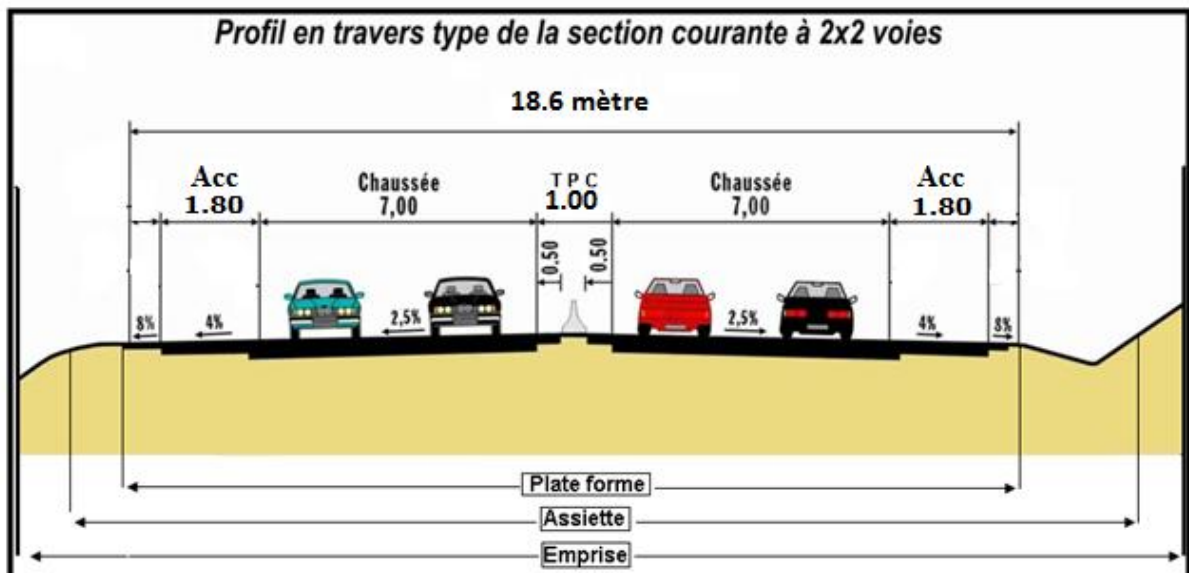 Profil en travers type de la section courante à 2x2 voies
18.6 mètre
Acc
1.80
Chaussée
7,00
T P C
1.00
Chaussée
7,00
Acc
1.80
0.50
0.50
8%
4%
2,5%
2,5%
4%
8%
Plate forme
Assiette
Emprise